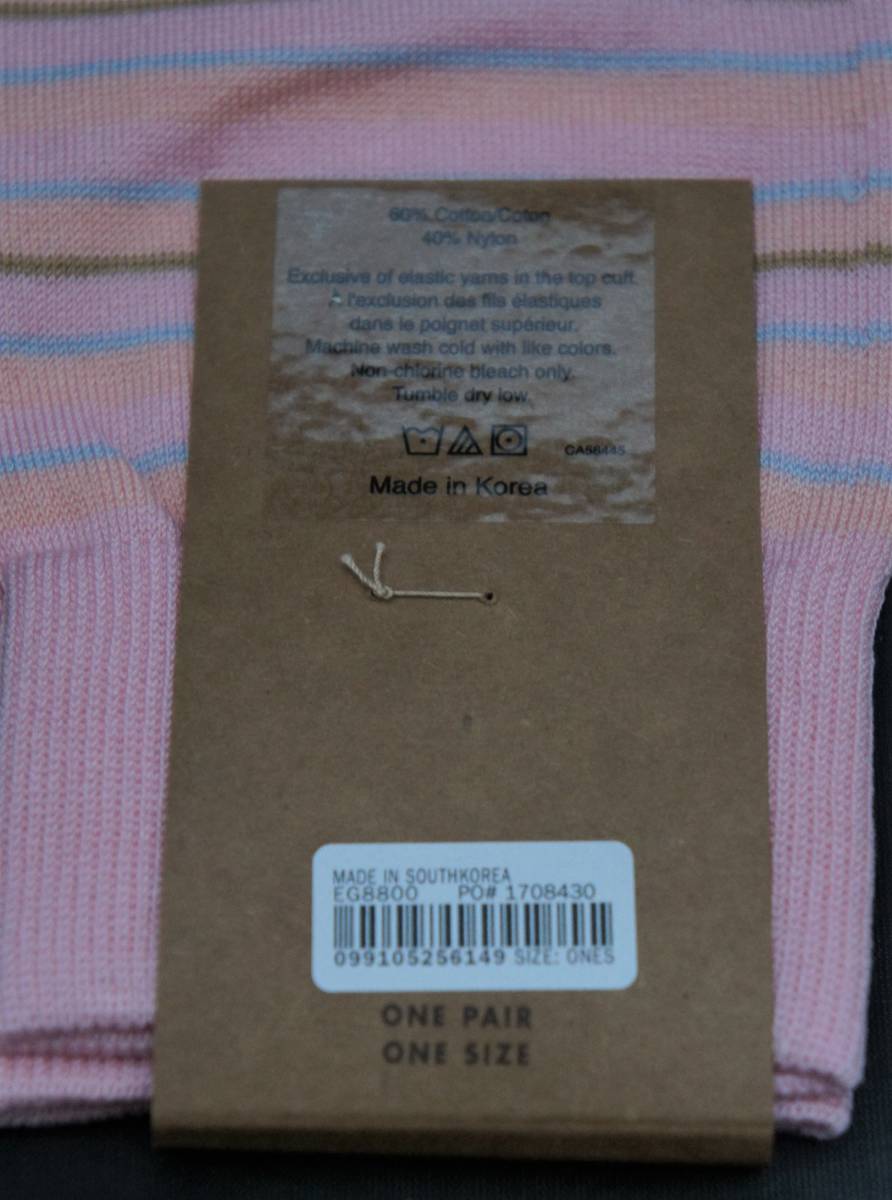 60% Cotton/Coton
40% Nylon
Exclusive of elastic yarns in the top cuff.
À l'exclusion des fils élastiques
dans le poignet supérieur.
Machine wash cold with like colors.
Non-chlorine bleach only.
Tumble dry low.
CA56445
Made in Korea
MADE IN SOUTHKOREA
EG8800 PO# 1708430
099105256149 SIZE: ONES
ONE PAIR
ONE SIZE